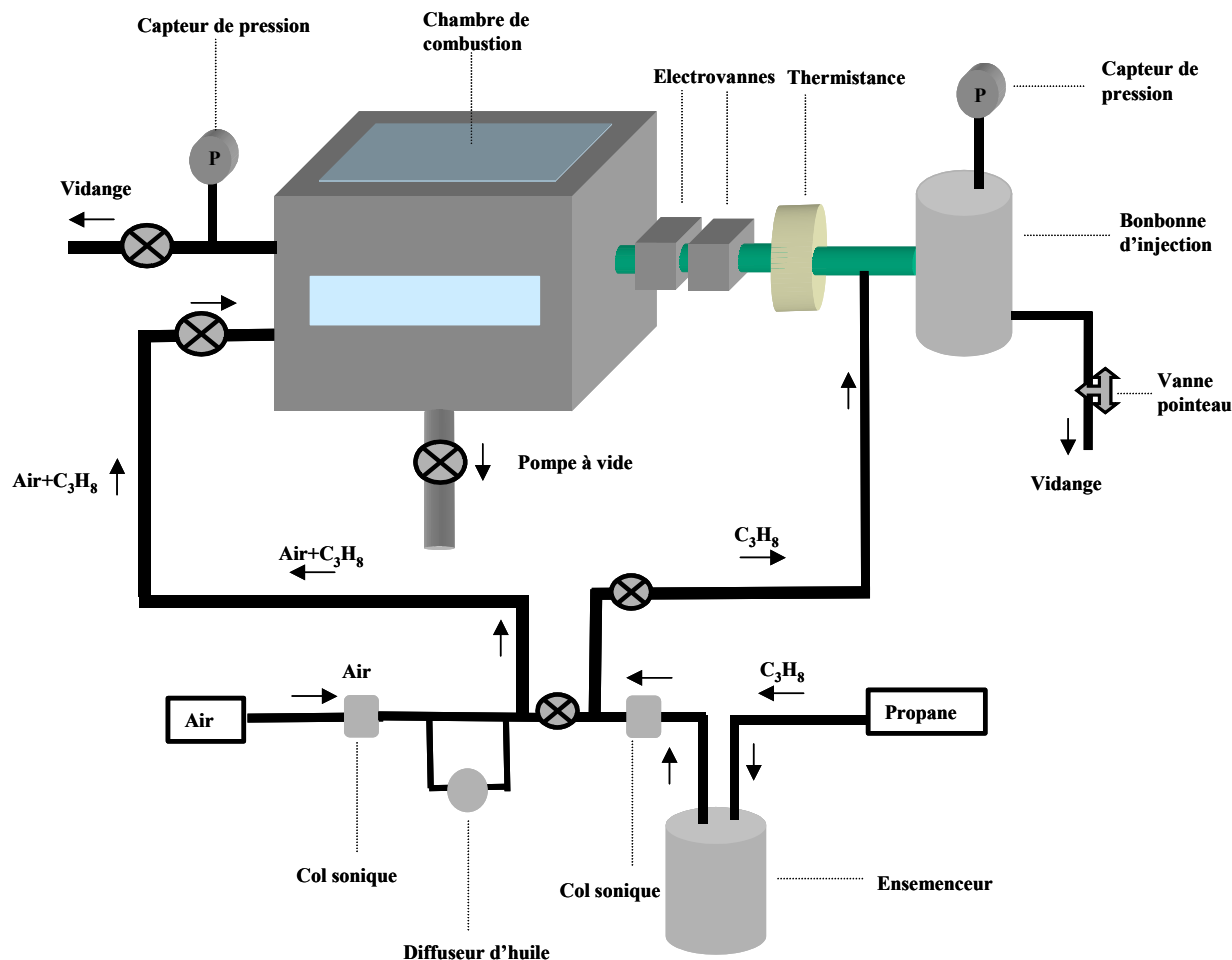 Capteur de pression
Chambre de
combustion
Electrovannes
Thermistance
Capteur de
pression
P
P
Vidange
Bonbonne
d'injection
Vanne
pointeau
Pompe à vide
Vidange
Air+C₃H₈
Air+C₃H₈
C₃H₈
Air
C₃H₈
Air
Propane
Col sonique
Col sonique
Ensemenceur
Diffuseur d'huile